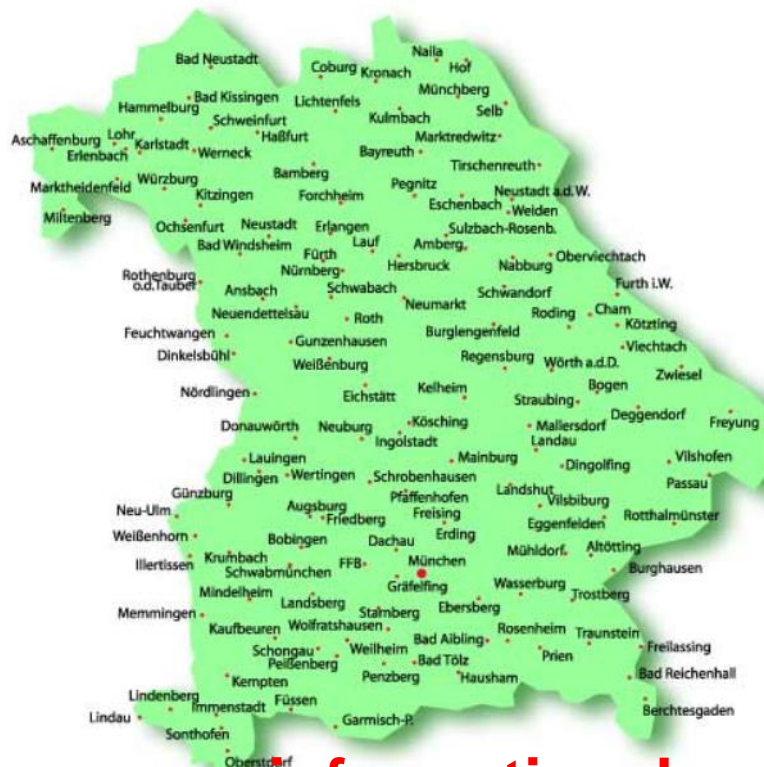 Naila
Bad Neustadt
Hof
Coburg
Kronach
Münchberg
Bad Kissingen
Lichtenfels
Hammelburg
Selb
Kulmbach
Schweinfurt
Aschaffenburg
Lohr
Haßfurt
Marktredwitz
Karlstadt
Erlenbach
Werneck
Bayreuth
Tirschenreuth
Bamberg
Marktheidenfeld
Würzburg
Pegnitz
Kitzingen
Forchheim
Eschenbach
Neustadt a.d.W.
Weiden
Miltenberg
Ochsenfurt
Neustadt
Erlangen
Sulzbach-Rosenb.
Bad Windsheim
Lauf
Amberg
Fürth
Oberviechtach
Nürnberg
Hersbruck
Nabburg
Rothenburg
o.d.Tauber
Ansbach
Schwabach
Schwandorf
Furth i.W.
Neumarkt
Neuendettelsau
Roth
Roding
Cham
Feuchtwangen
Burglengenfeld
Kötzting
Gunzenhausen
Dinkelsbühl
Weißenburg
Regensburg
Wörth a.d.D.
Viechtach
Zwiesel
Nördlingen
Eichstätt
Kelheim
Bogen
Straubing
Deggendorf
Freyung
Donauwörth
Neuburg
Kösching
Mallersdorf
Ingolstadt
Landau
Lauingen
Mainburg
Vilshofen
Dillingen
Wertingen
Schrobenhausen
Dingolfing
Passau
Günzburg
Pfaffenhofen
Landshut
Neu-Ulm
Augsburg
Friedberg
Freising
Vilsbiburg
Eggenfelden
Rotthalmünster
Weißenhorn
Bobingen
Dachau
Erding
Illertissen
Krumbach
Schwabmünchen
FFB
München
Mühldorf
Altötting
Burghausen
Mindelheim
Gräfelfing
Wasserburg
Memmingen
Landsberg
Starnberg
Ebersberg
Trostberg
Kaufbeuren
Wolfratshausen
Bad Aibling
Rosenheim
Traunstein
Schongau
Weilheim
Freilassing
Peißenberg
Bad Tölz
Prien
Kempten
Penzberg
Hausham
Bad Reichenhall
Lindenberg
Füssen
Lindau
Immenstadt
Berchtesgaden
Sonthofen
Garmisch-P.
Oberstdorf